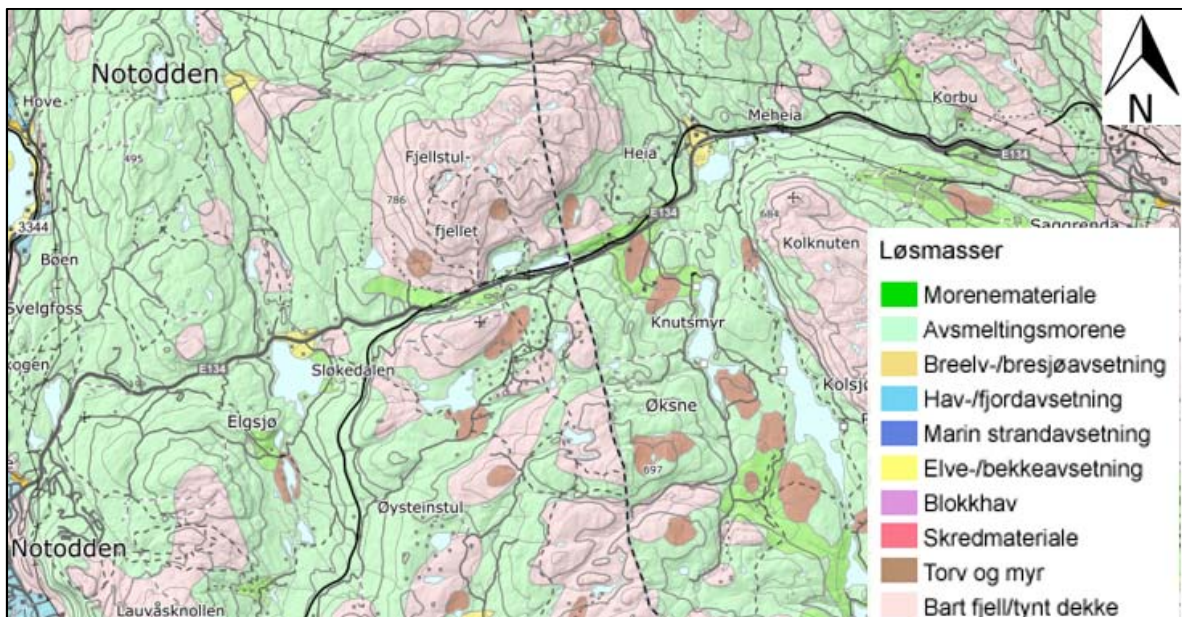 Notodden
Hove
495
3344
Bøen
Svelgfoss
E134
Elgsjø
Sløkedalen
Notodden
Lauvåsknollen
Øysteinstul
Fjellstul-
786
fjellet
Heia
Meheia
E134
Knutsmyr
Øksne
697
Korbu
E134
684
Kolknuten
Saggrenda
N
Løsmasser
Morenemateriale
Avsmeltingsmorene
Breelv-/bresjøavsetning
Hav-/fjordavsetning
Marin strandavsetning
Elve-/bekkeavsetning
Blokkhav
Skredmateriale
Torv og myr
Bart fjell/tynt dekke